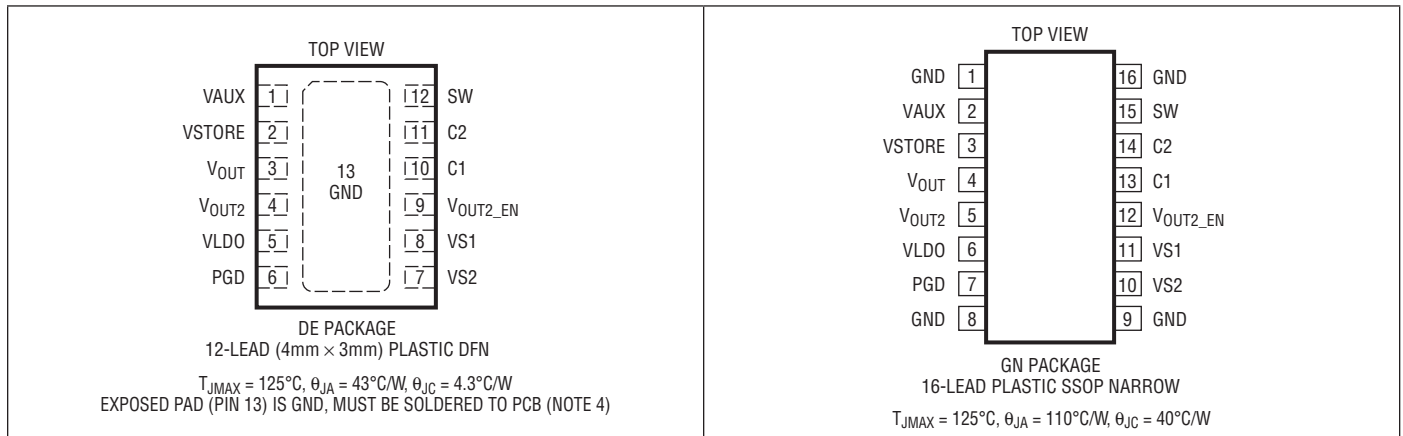 TOP VIEW
VAUX 1 12 SW
VSTORE 2 11 C2
VOUT 3 10 C1
13
GND
VOUT2 4 9 VOUT2_EN
VLDO 5 8 VS1
PGD 6 7 VS2
DE PACKAGE
12-LEAD (4mm × 3mm) PLASTIC DFN
TJMAX = 125°C, θJA = 43°C/W, θJC = 4.3°C/W
EXPOSED PAD (PIN 13) IS GND, MUST BE SOLDERED TO PCB (NOTE 4)
TOP VIEW
GND 1 16 GND
VAUX 2 15 SW
VSTORE 3 14 C2
VOUT 4 13 C1
VOUT2 5 12 VOUT2_EN
VLDO 6 11 VS1
PGD 7 10 VS2
GND 8 9 GND
GN PACKAGE
16-LEAD PLASTIC SSOP NARROW
TJMAX = 125°C, θJA = 110°C/W, θJC = 40°C/W